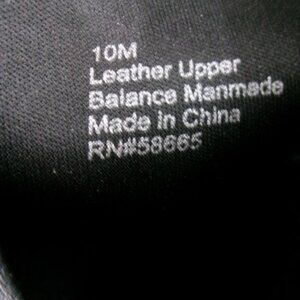 10M
Leather Upper
Balance Manmade
Made in China
RN#58665